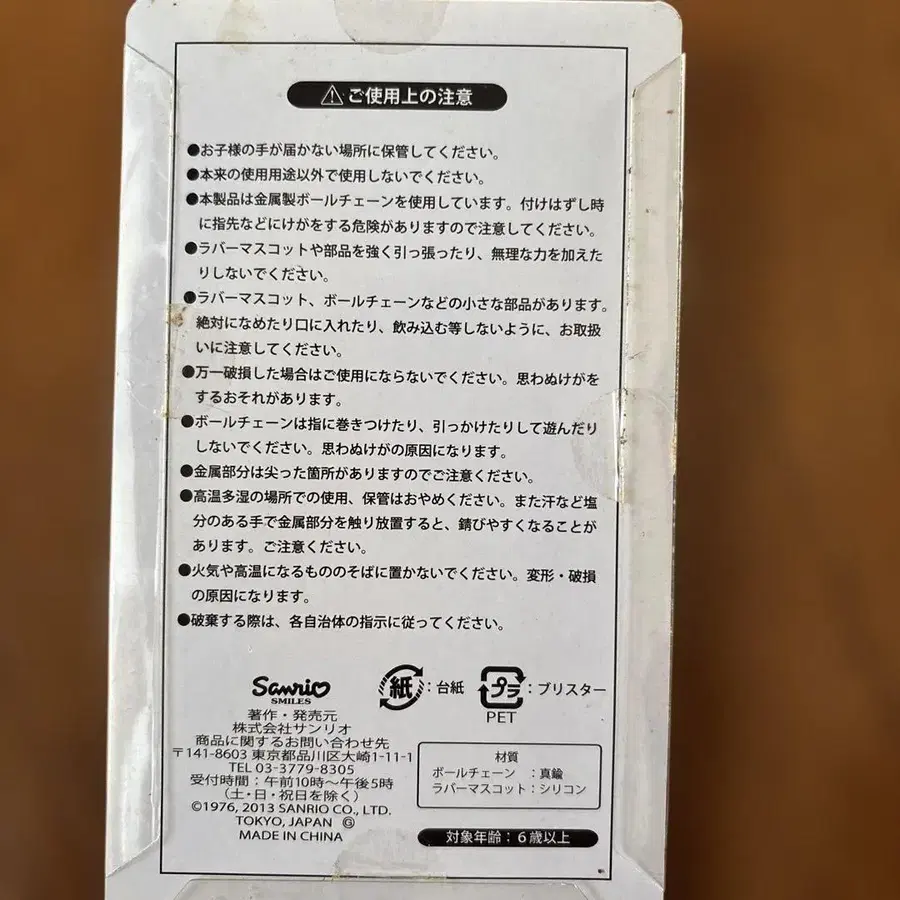 ⚠ ご使用上の注意
●お子様の手が届かない場所に保管してください。
●本来の使用用途以外で使用しないでください。
●本製品は金属製ボールチェーンを使用しています。付けはずし時
に指先などにけがをする危険がありますので注意してください。
●ラバーマスコットや部品を強く引っ張ったり、無理な力を加えた
りしないでください。
●ラバーマスコット、ボールチェーンなどの小さな部品があります。
絶対になめたり口に入れたり、飲み込む等しないように、お取扱
いに注意してください。
●万一破損した場合はご使用にならないでください。思わぬけがを
するおそれがあります。
●ボールチェーンは指に巻きつけたり、引っかけたりして遊んだり
しないでください。思わぬけがの原因になります。
●金属部分は尖った箇所がありますのでご注意ください。
●高温多湿の場所での使用、保管はおやめください。また汗など塩
分のある手で金属部分を触り放置すると、錆びやすくなることが
あります。ご注意ください。
●火気や高温になるもののそばに置かないでください。変形・破損
の原因になります。
●破棄する際は、各自治体の指示に従ってください。
Sanrio
SMILES
著作・発売元
株式会社サンリオ
商品に関するお問い合わせ先
〒141-8603 東京都品川区大崎1-11-1
TEL 03-3779-8305
受付時間：午前10時～午後5時
（土・日・祝日を除く）
©1976, 2013 SANRIO CO., LTD.
TOKYO, JAPAN Ⓖ
MADE IN CHINA
紙：台紙
プラ：ブリスター
PET
材質
ボールチェーン　：真鍮
ラバーマスコット：シリコン
対象年齢：６歳以上